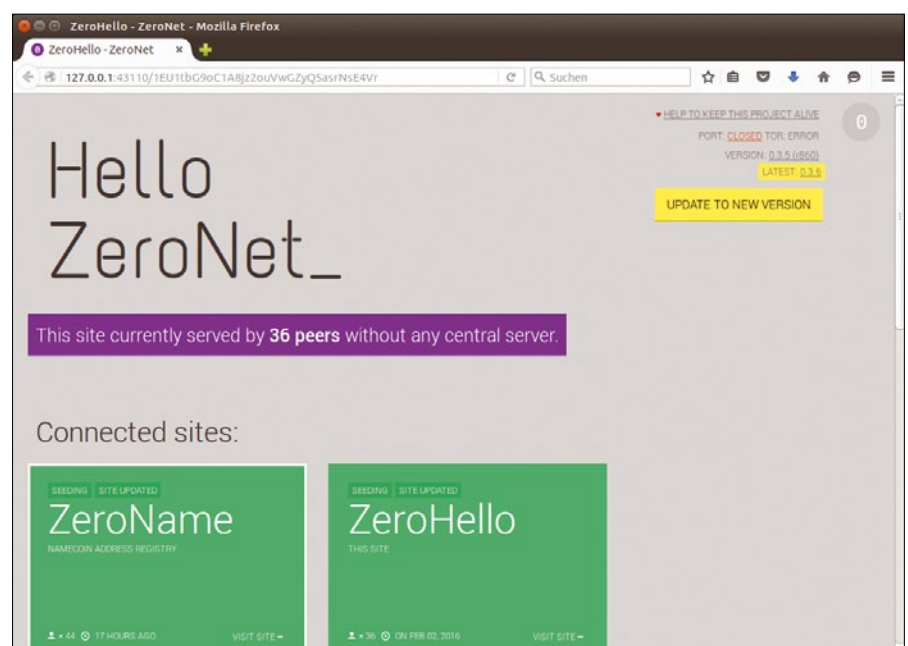 ZeroHello - ZeroNet - Mozilla Firefox
ZeroHello - ZeroNet
127.0.0.1:43110/1EU1tbG9oC1A8jz2ouVwGZyQ5asrNsE4Vr
Suchen
♥ HELP TO KEEP THIS PROJECT ALIVE
0
PORT: CLOSED TOR: ERROR
VERSION: 0.3.5 (r860)
LATEST: 0.3.6
UPDATE TO NEW VERSION
Hello
ZeroNet_
This site currently served by 36 peers without any central server.
Connected sites:
SEEDING SITE UPDATED
ZeroName
NAMECOIN ADDRESS REGISTRY
× 44 17 HOURS AGO VISIT SITE
SEEDING SITE UPDATED
ZeroHello
THIS SITE
× 36 ON FEB 02, 2016 VISIT SITE